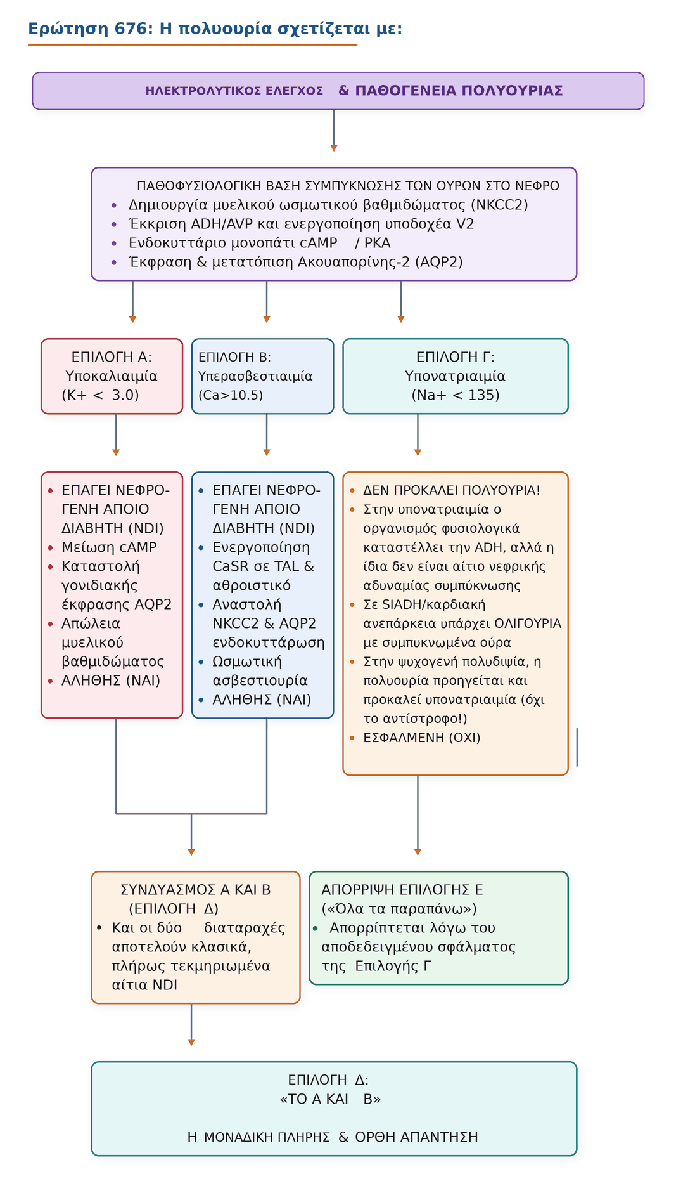 Ερώτηση 676: Η πολυουρία σχετίζεται με:
ΗΛΕΚΤΡΟΛΥΤΙΚΟΣ ΕΛΕΓΧΟΣ & ΠΑΘΟΓΕΝΕΙΑ ΠΟΛΥΟΥΡΙΑΣ
ΠΑΘΟΦΥΣΙΟΛΟΓΙΚΗ ΒΑΣΗ ΣΥΜΠΥΚΝΩΣΗΣ ΤΩΝ ΟΥΡΩΝ ΣΤΟ ΝΕΦΡΟ
• Δημιουργία μυελικού ωσμωτικού βαθμιδώματος (NKCC2)
• Έκκριση ADH/AVP και ενεργοποίηση υποδοχέα V2
• Ενδοκυττάριο μονοπάτι cAMP / PKA
• Έκφραση & μετατόπιση Ακουαπορίνης-2 (AQP2)
ΕΠΙΛΟΓΗ Α:
Υποκαλιαιμία
(K+ < 3.0)
ΕΠΙΛΟΓΗ Β:
Υπερασβεστιαιμία
(Ca>10.5)
ΕΠΙΛΟΓΗ Γ:
Υπονατριαιμία
(Na+ < 135)
• ΕΠΑΓΕΙ ΝΕΦΡΟ-
ΓΕΝΗ ΑΠΟΙΟ
ΔΙΑΒΗΤΗ (NDI)
• Μείωση cAMP
• Καταστολή
γονιδιακής
έκφρασης AQP2
• Απώλεια
μυελικού
βαθμιδώματος
• ΑΛΗΘΗΣ (ΝΑΙ)
• ΕΠΑΓΕΙ ΝΕΦΡΟ-
ΓΕΝΗ ΑΠΟΙΟ
ΔΙΑΒΗΤΗ (NDI)
• Ενεργοποίηση
CaSR σε TAL &
αθροιστικό
• Αναστολή
NKCC2 & AQP2
ενδοκυττάρωση
• Ωσμωτική
ασβεστιουρία
• ΑΛΗΘΗΣ (ΝΑΙ)
• ΔΕΝ ΠΡΟΚΑΛΕΙ ΠΟΛΥΟΥΡΙΑ!
• Στην υπονατριαιμία ο
οργανισμός φυσιολογικά
καταστέλλει την ADH, αλλά η
ίδια δεν είναι αίτιο νεφρικής
αδυναμίας συμπύκνωσης
• Σε SIADH/καρδιακή
ανεπάρκεια υπάρχει ΟΛΙΓΟΥΡΙΑ
με συμπυκνωμένα ούρα
• Στην ψυχογενή πολυδιψία, η
πολυουρία προηγείται και
προκαλεί υπονατριαιμία (όχι
το αντίστροφο!)
• ΕΣΦΑΛΜΕΝΗ (ΟΧΙ)
ΣΥΝΔΥΑΣΜΟΣ Α ΚΑΙ Β
(ΕΠΙΛΟΓΗ Δ)
• Και οι δύο διαταραχές
αποτελούν κλασικά,
πλήρως τεκμηριωμένα
αίτια NDI
ΑΠΟΡΡΙΨΗ ΕΠΙΛΟΓΗΣ Ε
(«Όλα τα παραπάνω»)
• Απορρίπτεται λόγω του
αποδεδειγμένου σφάλματος
της Επιλογής Γ
ΕΠΙΛΟΓΗ Δ:
«ΤΟ Α ΚΑΙ Β»
Η ΜΟΝΑΔΙΚΗ ΠΛΗΡΗΣ & ΟΡΘΗ ΑΠΑΝΤΗΣΗ